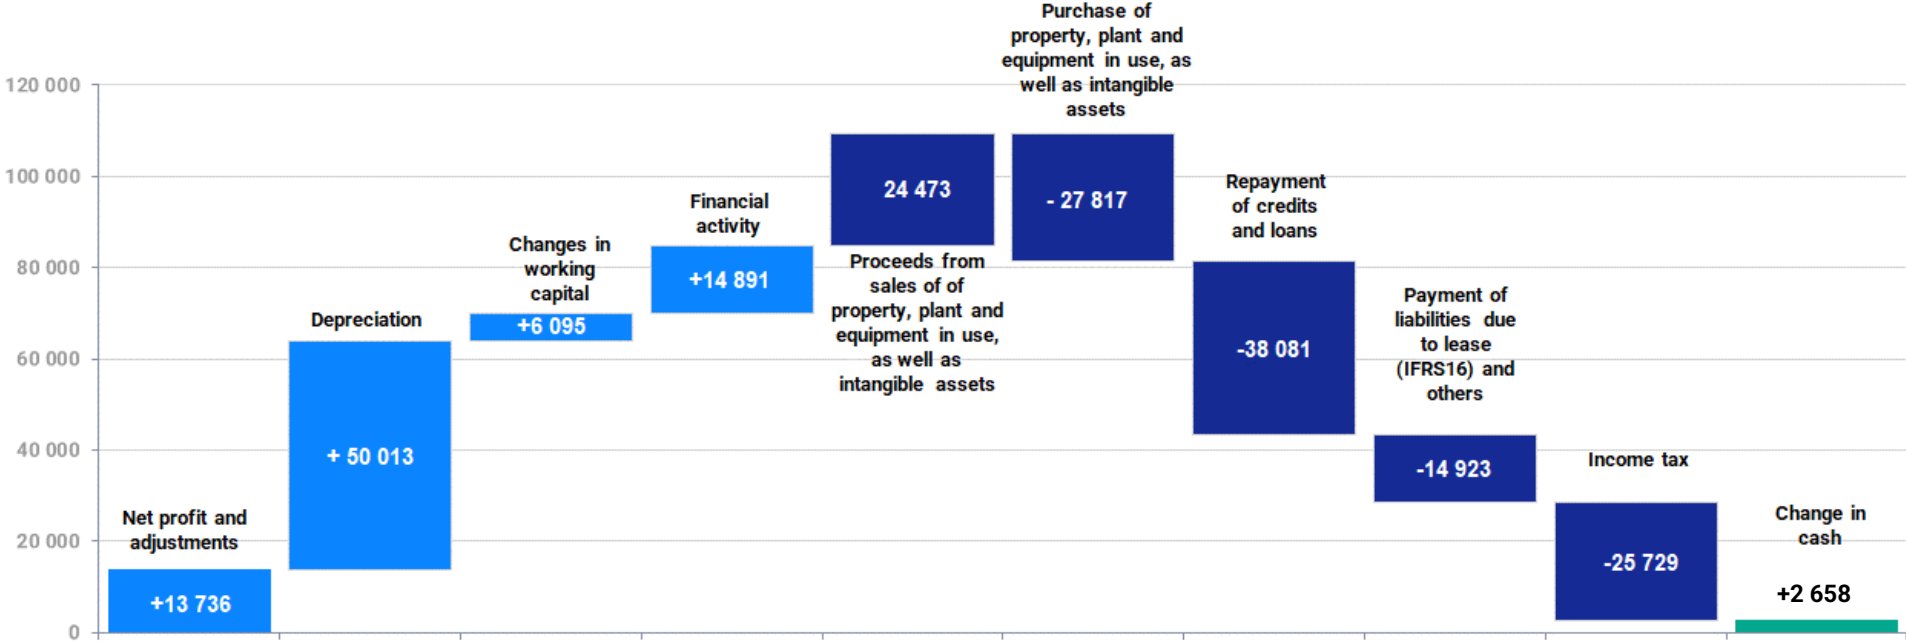 120 000
100 000
80 000
60 000
40 000
20 000
0
Net profit and
adjustments
+13 736
Depreciation
+ 50 013
Changes in
working
capital
+6 095
Financial
activity
+14 891
24 473
Proceeds from
sales of of
property, plant and
equipment in use,
as well as
intangible assets
Purchase of
property, plant and
equipment in use, as
well as intangible
assets
- 27 817
Repayment
of credits
and loans
-38 081
Payment of
liabilities due
to lease
(IFRS16) and
others
-14 923
Income tax
-25 729
Change in
cash
+2 658